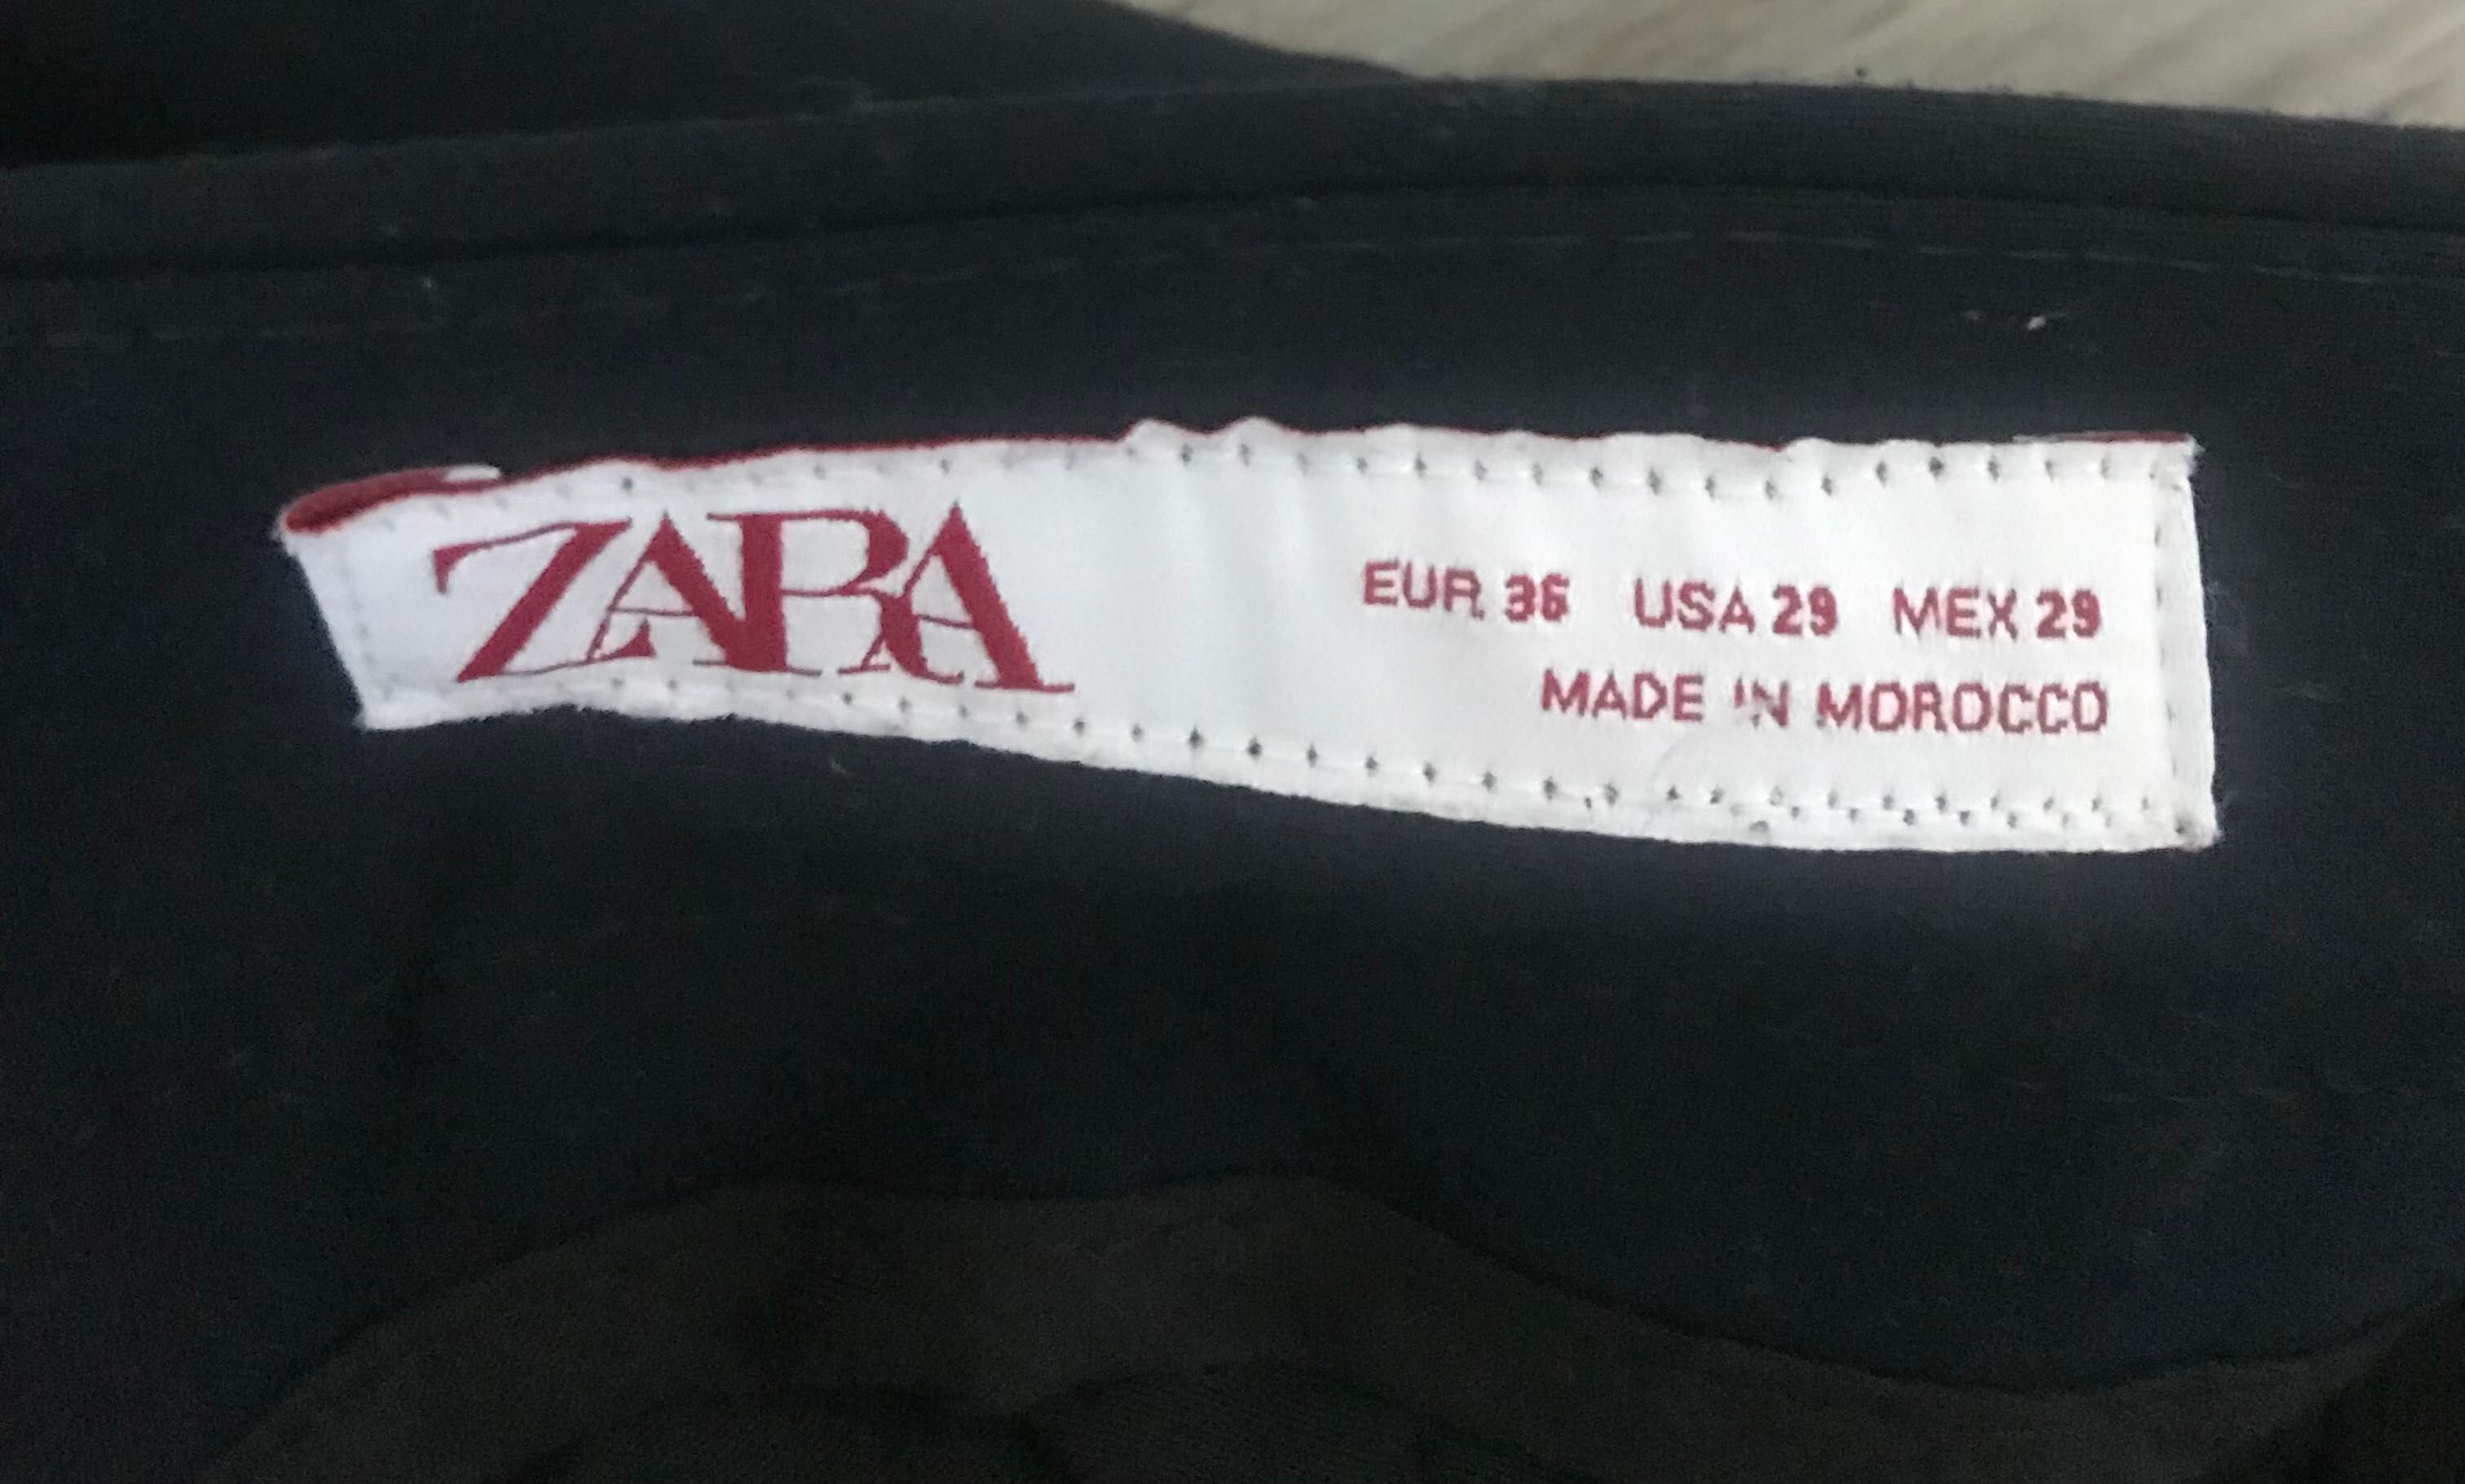 ZARA
EUR 36 USA 29 MEX 29
MADE IN MOROCCO